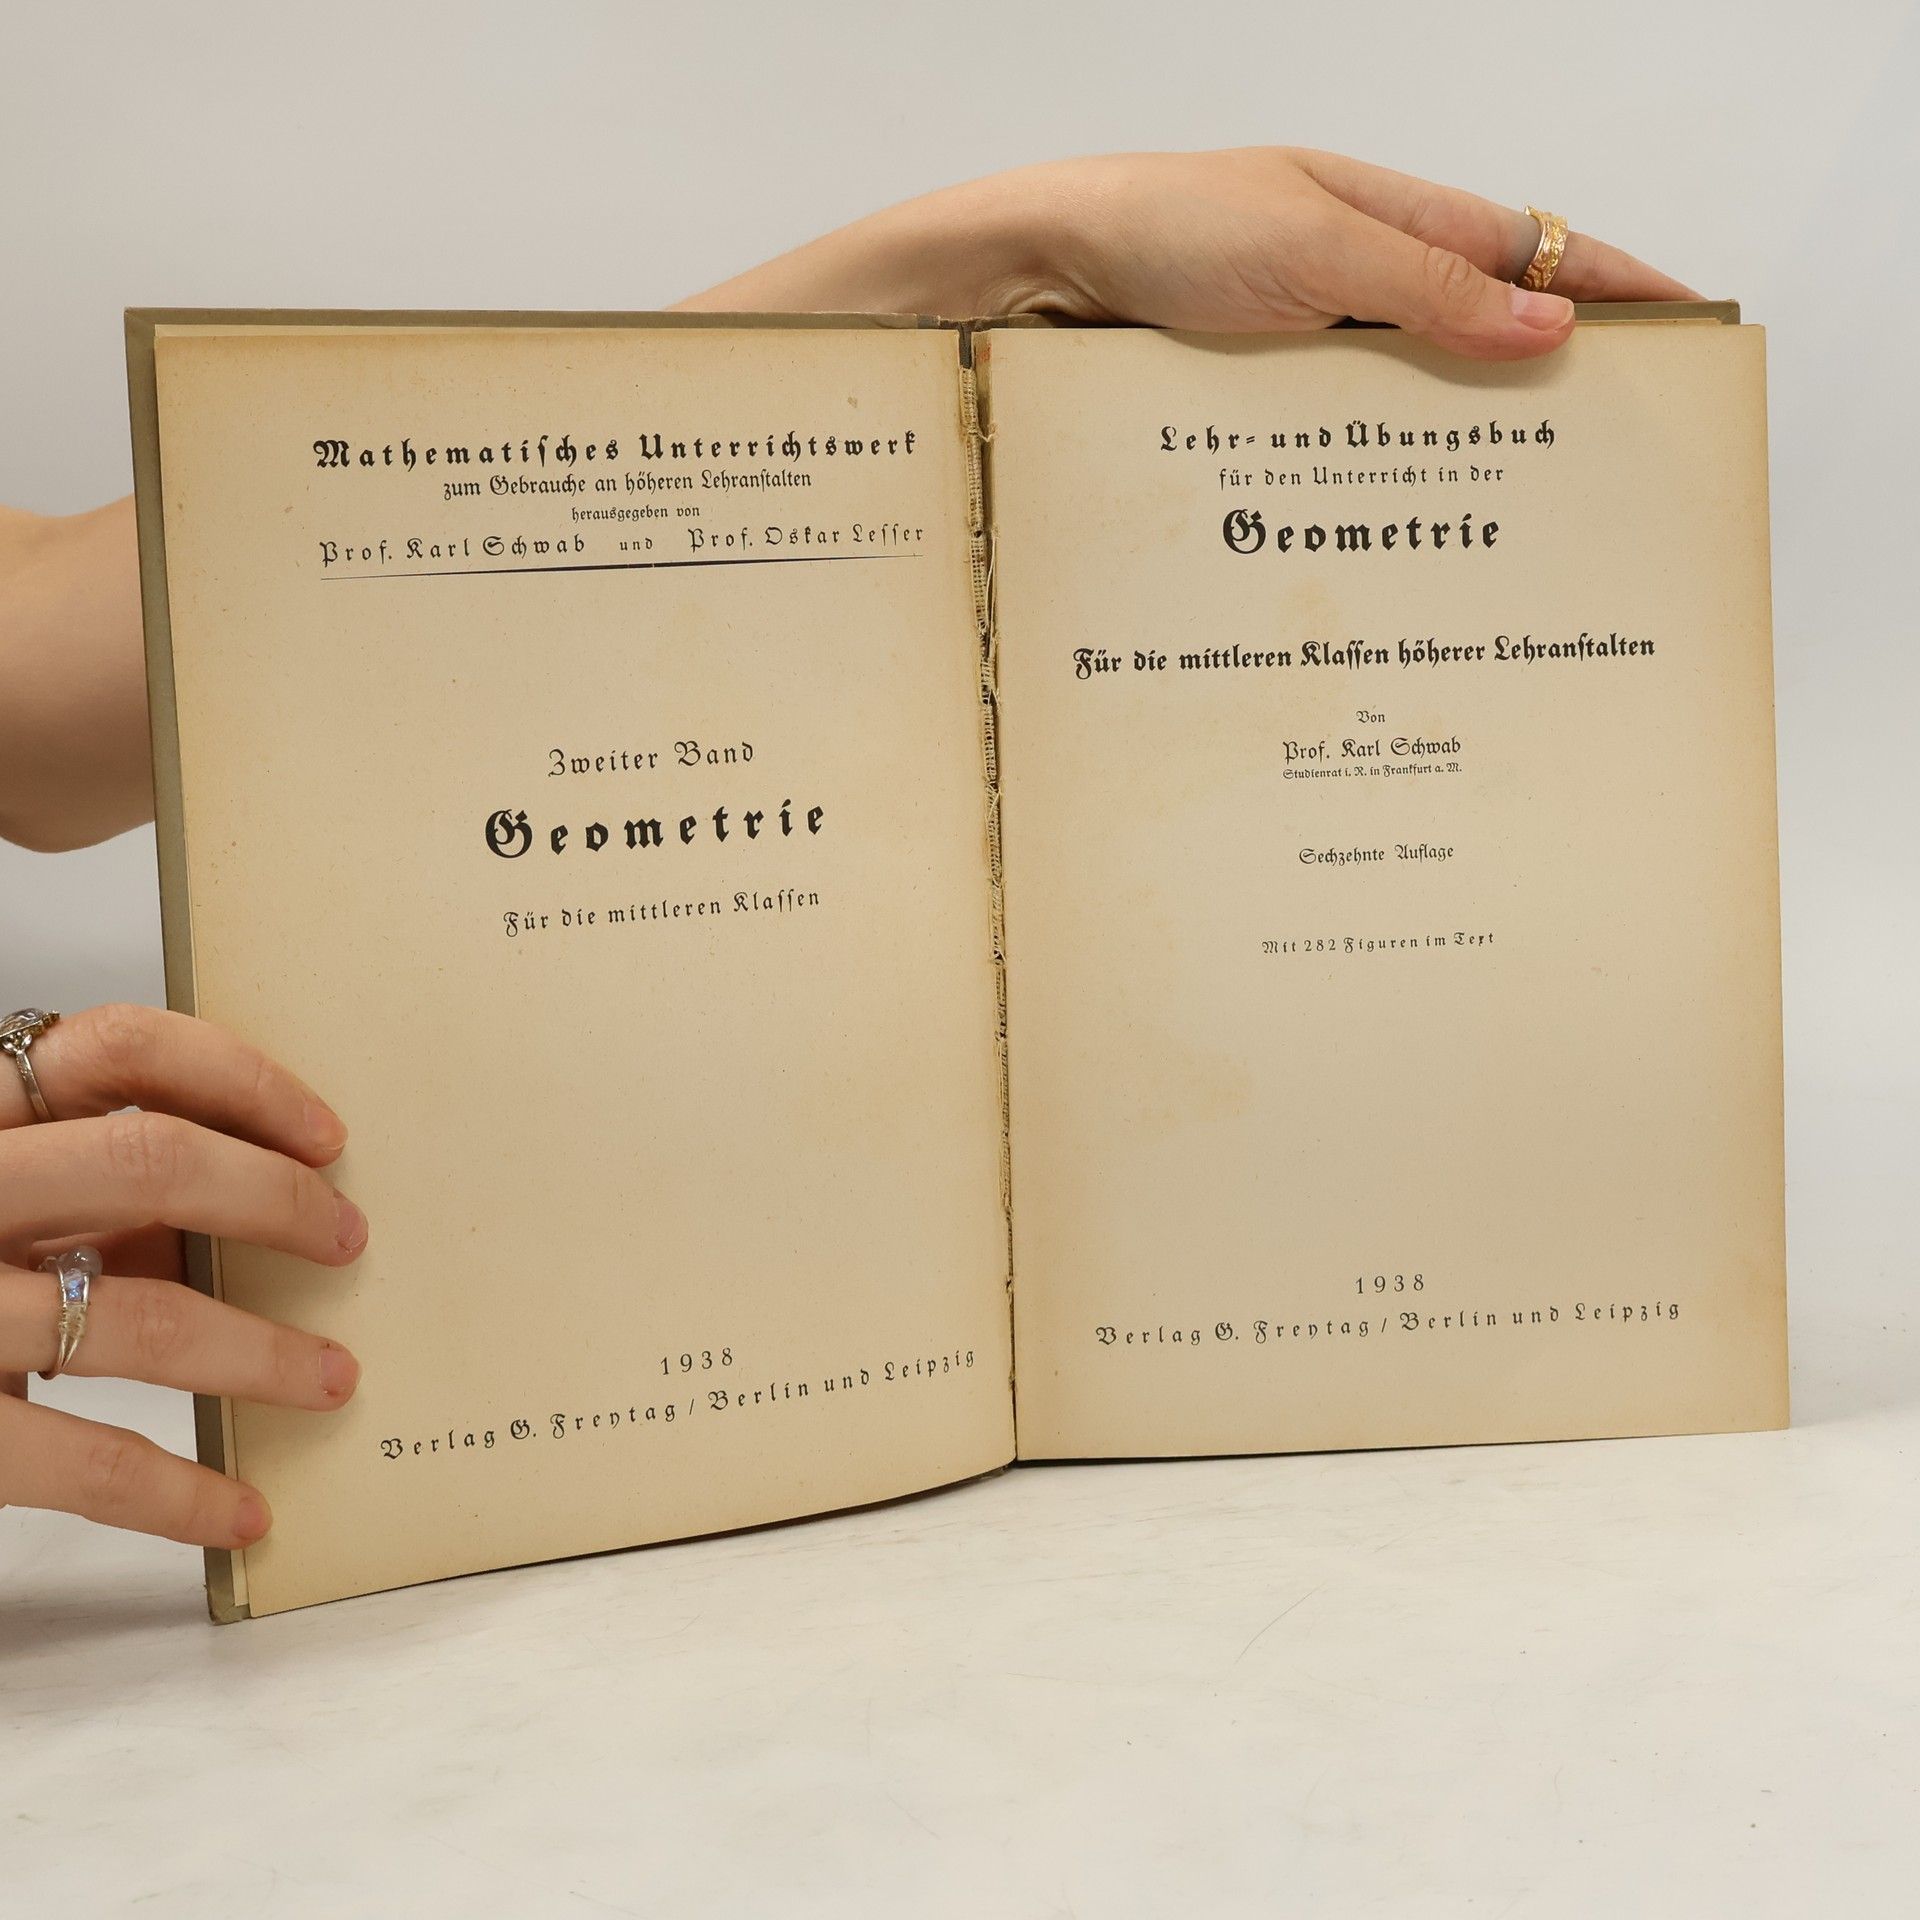 Mathematiſches Unterrichtswerk
zum Gebrauche an höheren Lehranſtalten
herausgegeben von
Prof. Karl Schwab und Prof. Oskar Leſſer
Zweiter Band
Geometrie
Für die mittleren Klaſſen
1938
Verlag G. Freytag / Berlin und Leipzig
Lehr- und Übungsbuch
für den Unterricht in der
Geometrie
Für die mittleren Klaſſen höherer Lehranſtalten
Von
Prof. Karl Schwab
Studienrat i. R. in Frankfurt a. M.
Sechzehnte Auflage
Mit 282 Figuren im Text
1938
Verlag G. Freytag / Berlin und Leipzig